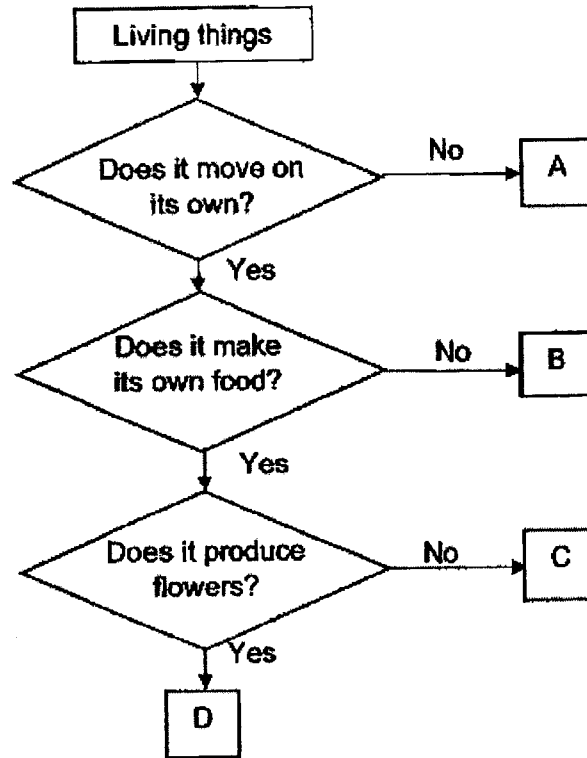 Living things
Does it move on
its own?
No
A
Yes
Does it make
its own food?
No
B
Yes
Does it produce
flowers?
No
C
Yes
D